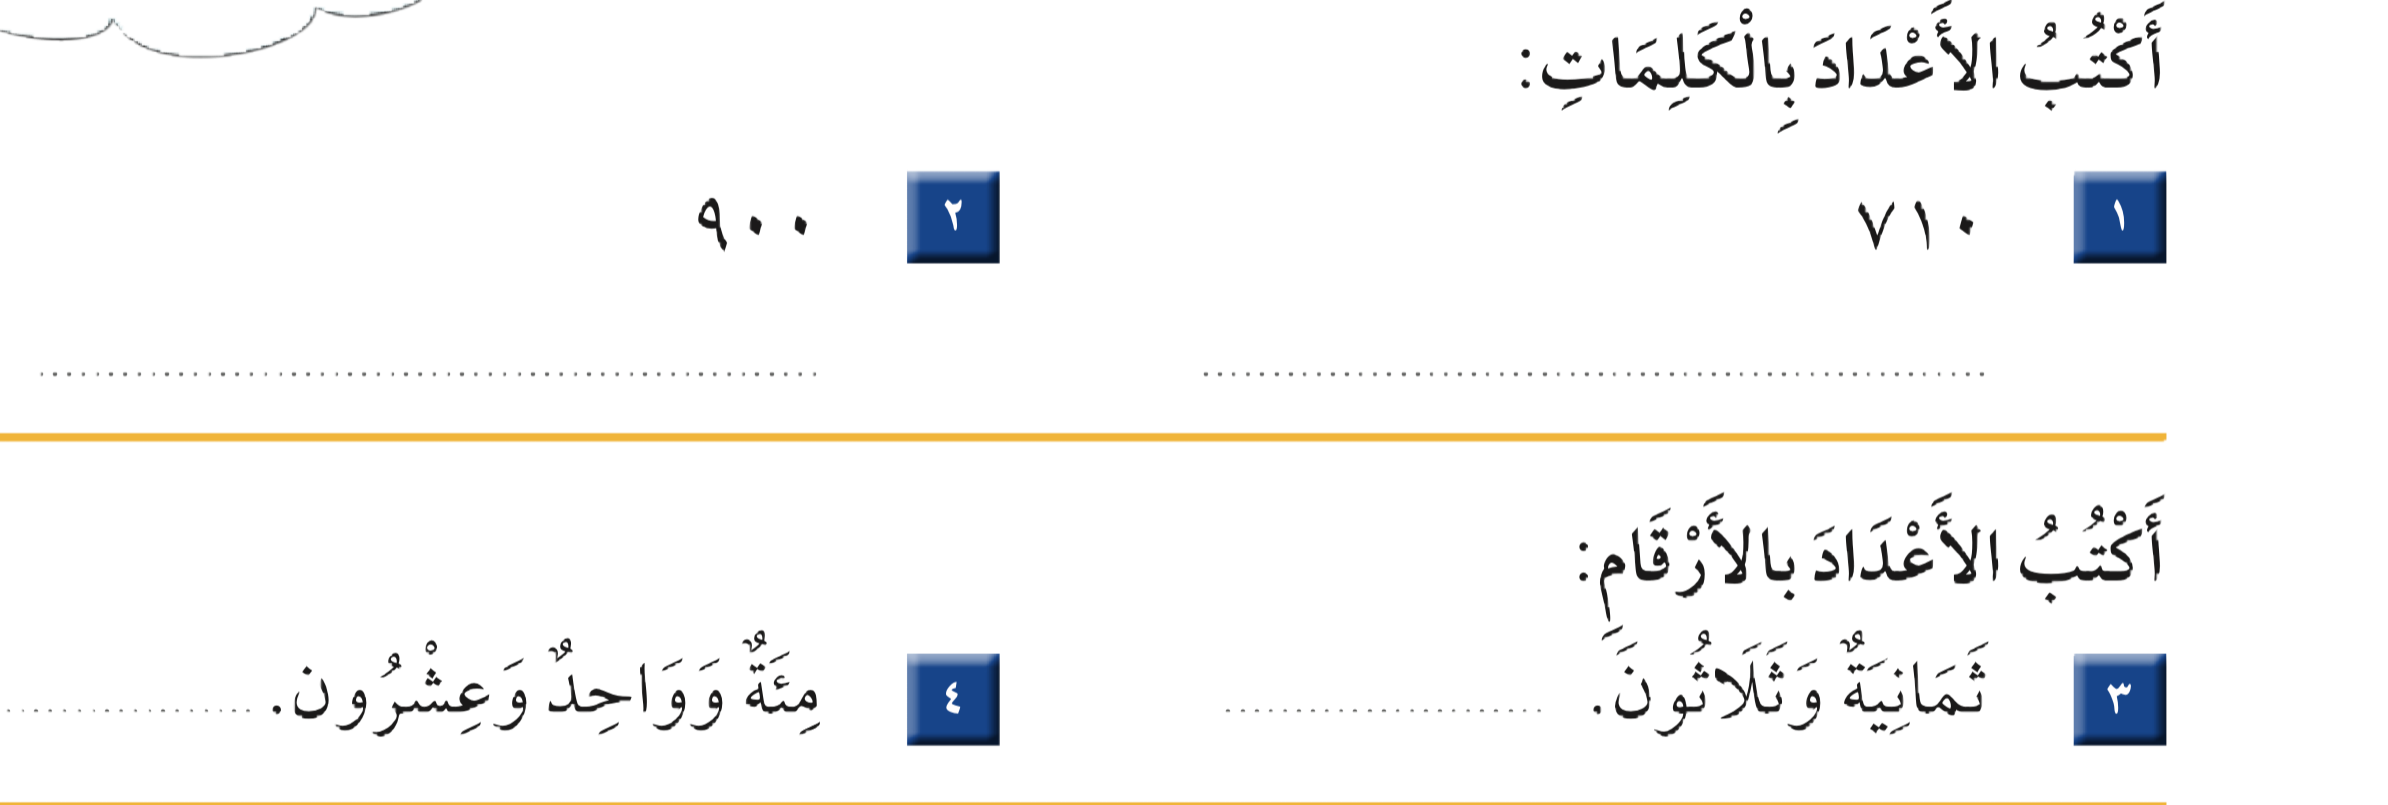 أَكْتُبُ الأَعْدَادَ بِالْكَلِمَاتِ:
١ ٧١٠ ٢ ٩٠٠
أَكْتُبُ الأَعْدَادَ بالأَرْقَامِ:
٣ ثَمَانِيَةٌ وَثَلَاثُونَ. ٤ مِئَةٌ وَوَاحِدٌ وَعِشْرُون.